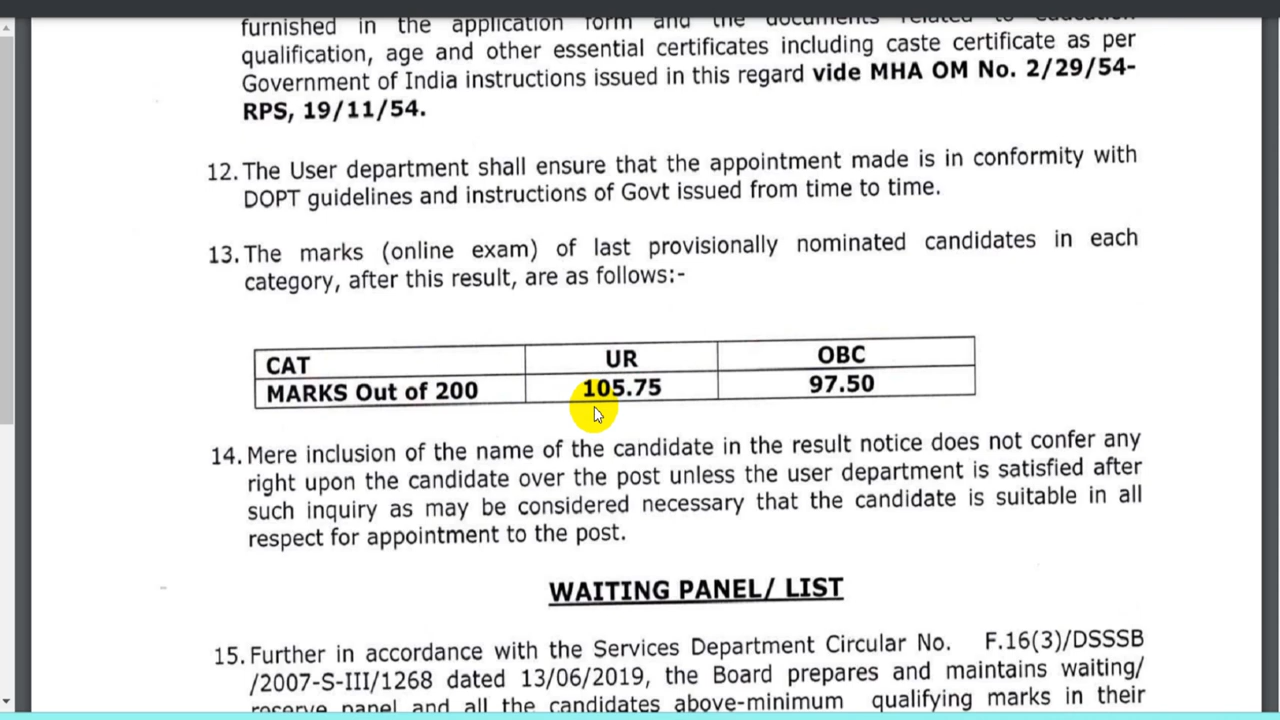 furnished in the application form and the documents related to education
qualification, age and other essential certificates including caste certificate as per
Government of India instructions issued in this regard vide MHA OM No. 2/29/54-
RPS, 19/11/54.
12. The User department shall ensure that the appointment made is in conformity with
DOPT guidelines and instructions of Govt issued from time to time.
13. The marks (online exam) of last provisionally nominated candidates in each
category, after this result, are as follows:-
CAT UR OBC
MARKS Out of 200 105.75 97.50
14. Mere inclusion of the name of the candidate in the result notice does not confer any
right upon the candidate over the post unless the user department is satisfied after
such inquiry as may be considered necessary that the candidate is suitable in all
respect for appointment to the post.
WAITING PANEL/ LIST
15. Further in accordance with the Services Department Circular No. F.16(3)/DSSSB
/2007-S-III/1268 dated 13/06/2019, the Board prepares and maintains waiting/
reserve panel and all the candidates above-minimum qualifying marks in their